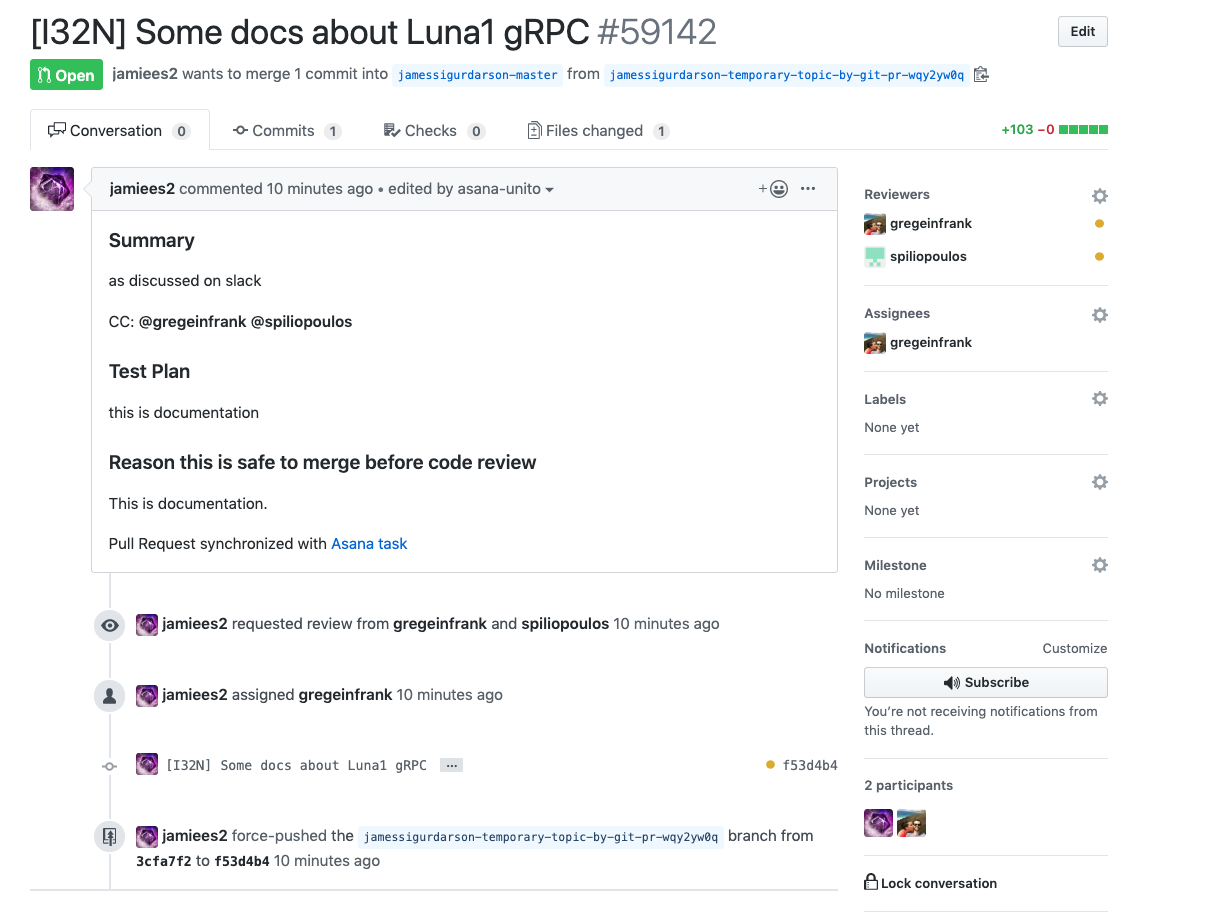 [I32N] Some docs about Luna1 gRPC #59142
Edit
Open
jamiees2 wants to merge 1 commit into jamessigurdarson-master from jamessigurdarson-temporary-topic-by-git-pr-wqy2yw0q
Conversation 0
Commits 1
Checks 0
Files changed 1
+103 −0
jamiees2 commented 10 minutes ago • edited by asana-unito
Summary
as discussed on slack
CC: @gregeinfrank @spiliopoulos
Test Plan
this is documentation
Reason this is safe to merge before code review
This is documentation.
Pull Request synchronized with Asana task
jamiees2 requested review from gregeinfrank and spiliopoulos 10 minutes ago
jamiees2 assigned gregeinfrank 10 minutes ago
[I32N] Some docs about Luna1 gRPC ...
f53d4b4
jamiees2 force-pushed the jamessigurdarson-temporary-topic-by-git-pr-wqy2yw0q branch from
3cfa7f2 to f53d4b4 10 minutes ago
Reviewers
gregeinfrank
spiliopoulos
Assignees
gregeinfrank
Labels
None yet
Projects
None yet
Milestone
No milestone
Notifications
Customize
Subscribe
You’re not receiving notifications from
this thread.
2 participants
Lock conversation